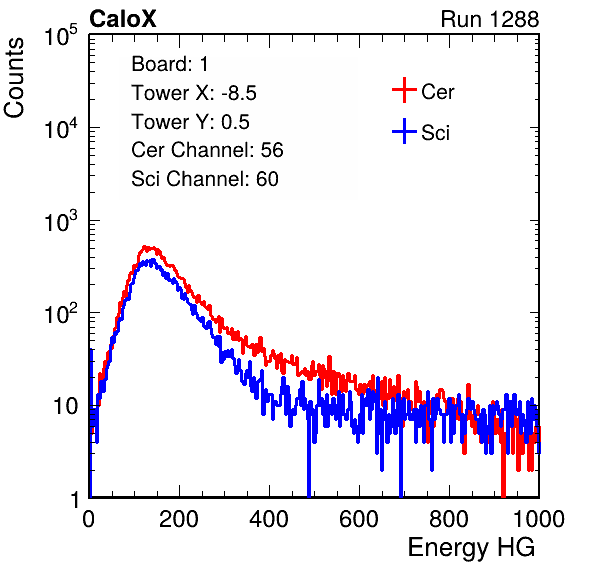 CaloX Run 1288
Counts
10^5
10^4
10^3
10^2
10
1
Board: 1
Tower X: -8.5
Tower Y: 0.5
Cer Channel: 56
Sci Channel: 60
Cer
Sci
0 200 400 600 800 1000
Energy HG